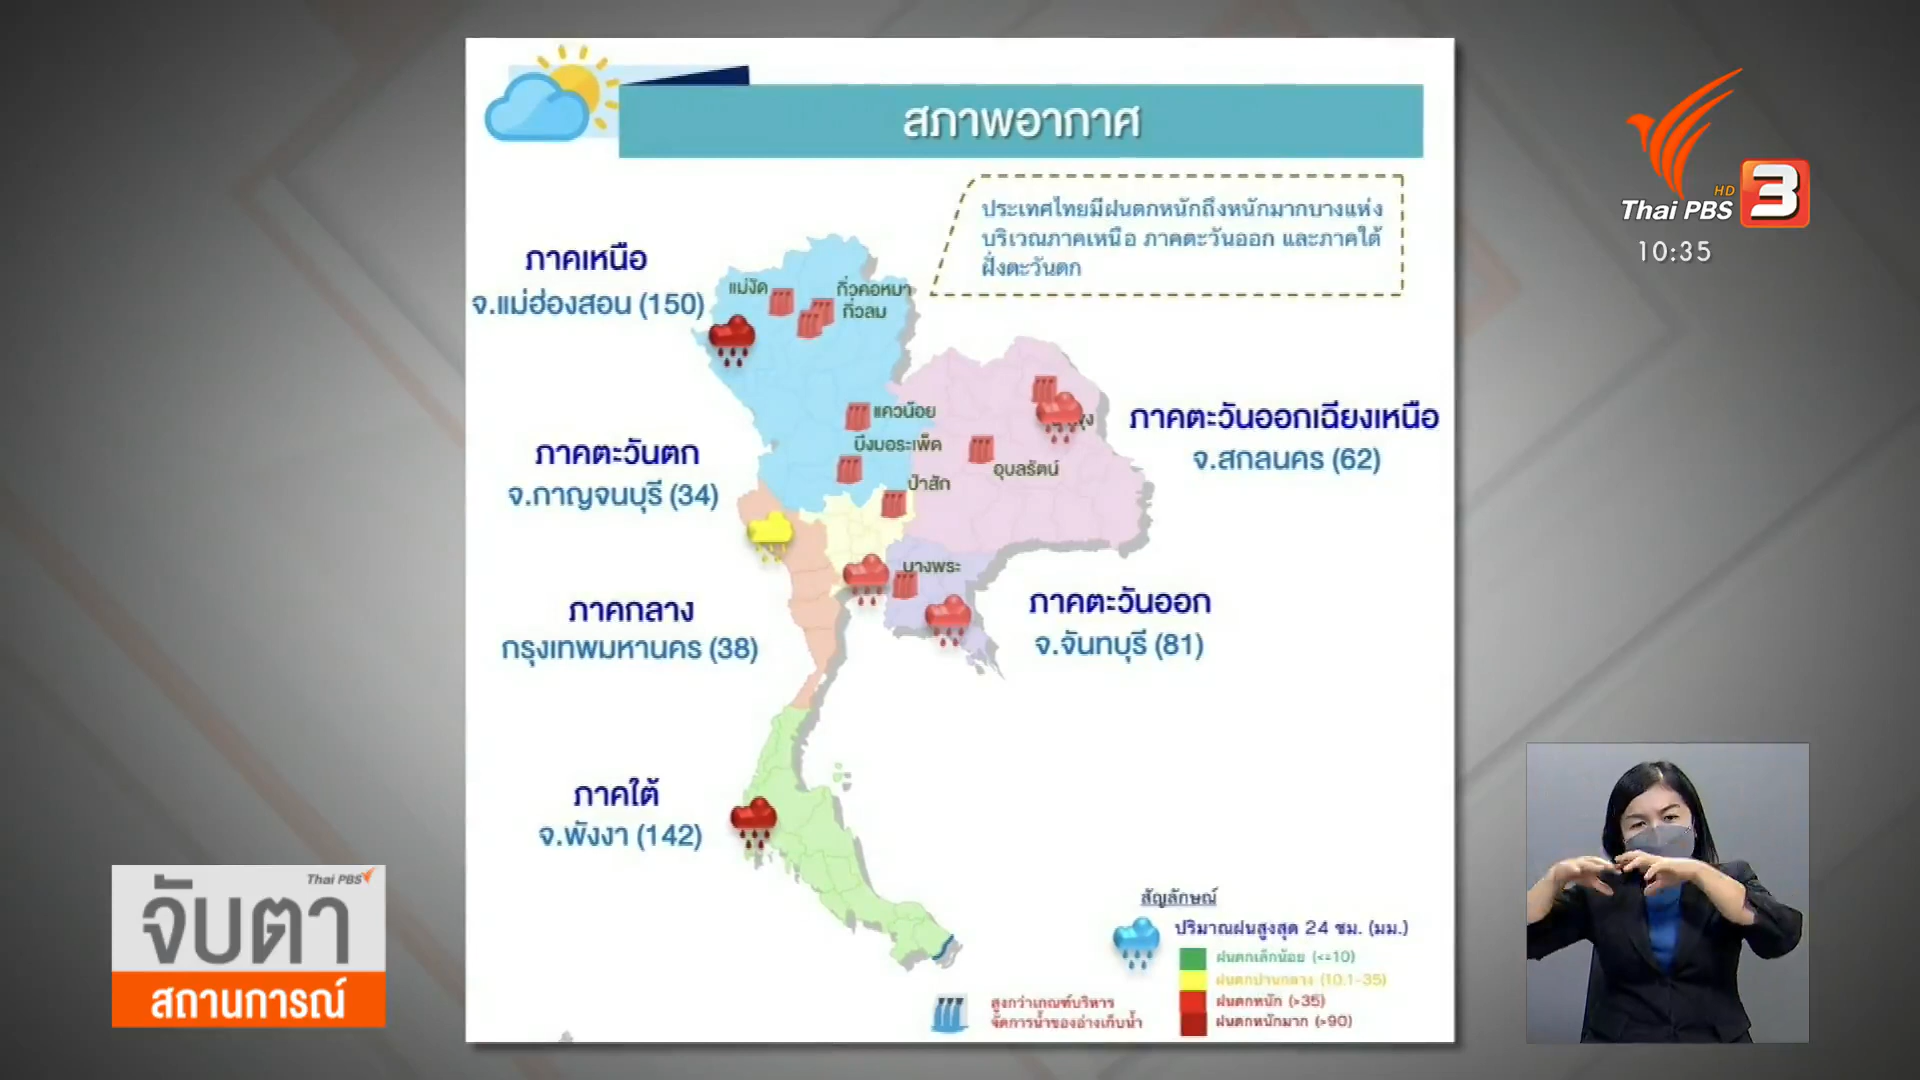 สภาพอากาศ
ประเทศไทยมีฝนตกหนักถึงหนักมากบางแห่ง
บริเวณภาคเหนือ ภาคตะวันออก และภาคใต้
ฝั่งตะวันตก
Thai PBS
HD
3
10:35
ภาคเหนือ
จ.แม่ฮ่องสอน (150)
แม่งัด
กิ่วคอหมา
กิ่วลม
แควน้อย
บึงบอระเพ็ด
ป่าสัก
อุบลรัตน์
บางพระ
ภาคตะวันออกเฉียงเหนือ
จ.สกลนคร (62)
ภาคตะวันตก
จ.กาญจนบุรี (34)
ภาคกลาง
กรุงเทพมหานคร (38)
ภาคตะวันออก
จ.จันทบุรี (81)
ภาคใต้
จ.พังงา (142)
สัญลักษณ์
ปริมาณฝนสูงสุด 24 ชม. (มม.)
ฝนตกเล็กน้อย (<=10)
ฝนตกปานกลาง (10.1-35)
ฝนตกหนัก (>35)
ฝนตกหนักมาก (>90)
สูงกว่าเกณฑ์บริหาร
จัดการน้ำของอ่างเก็บน้ำ
Thai PBS
จับตา
สถานการณ์